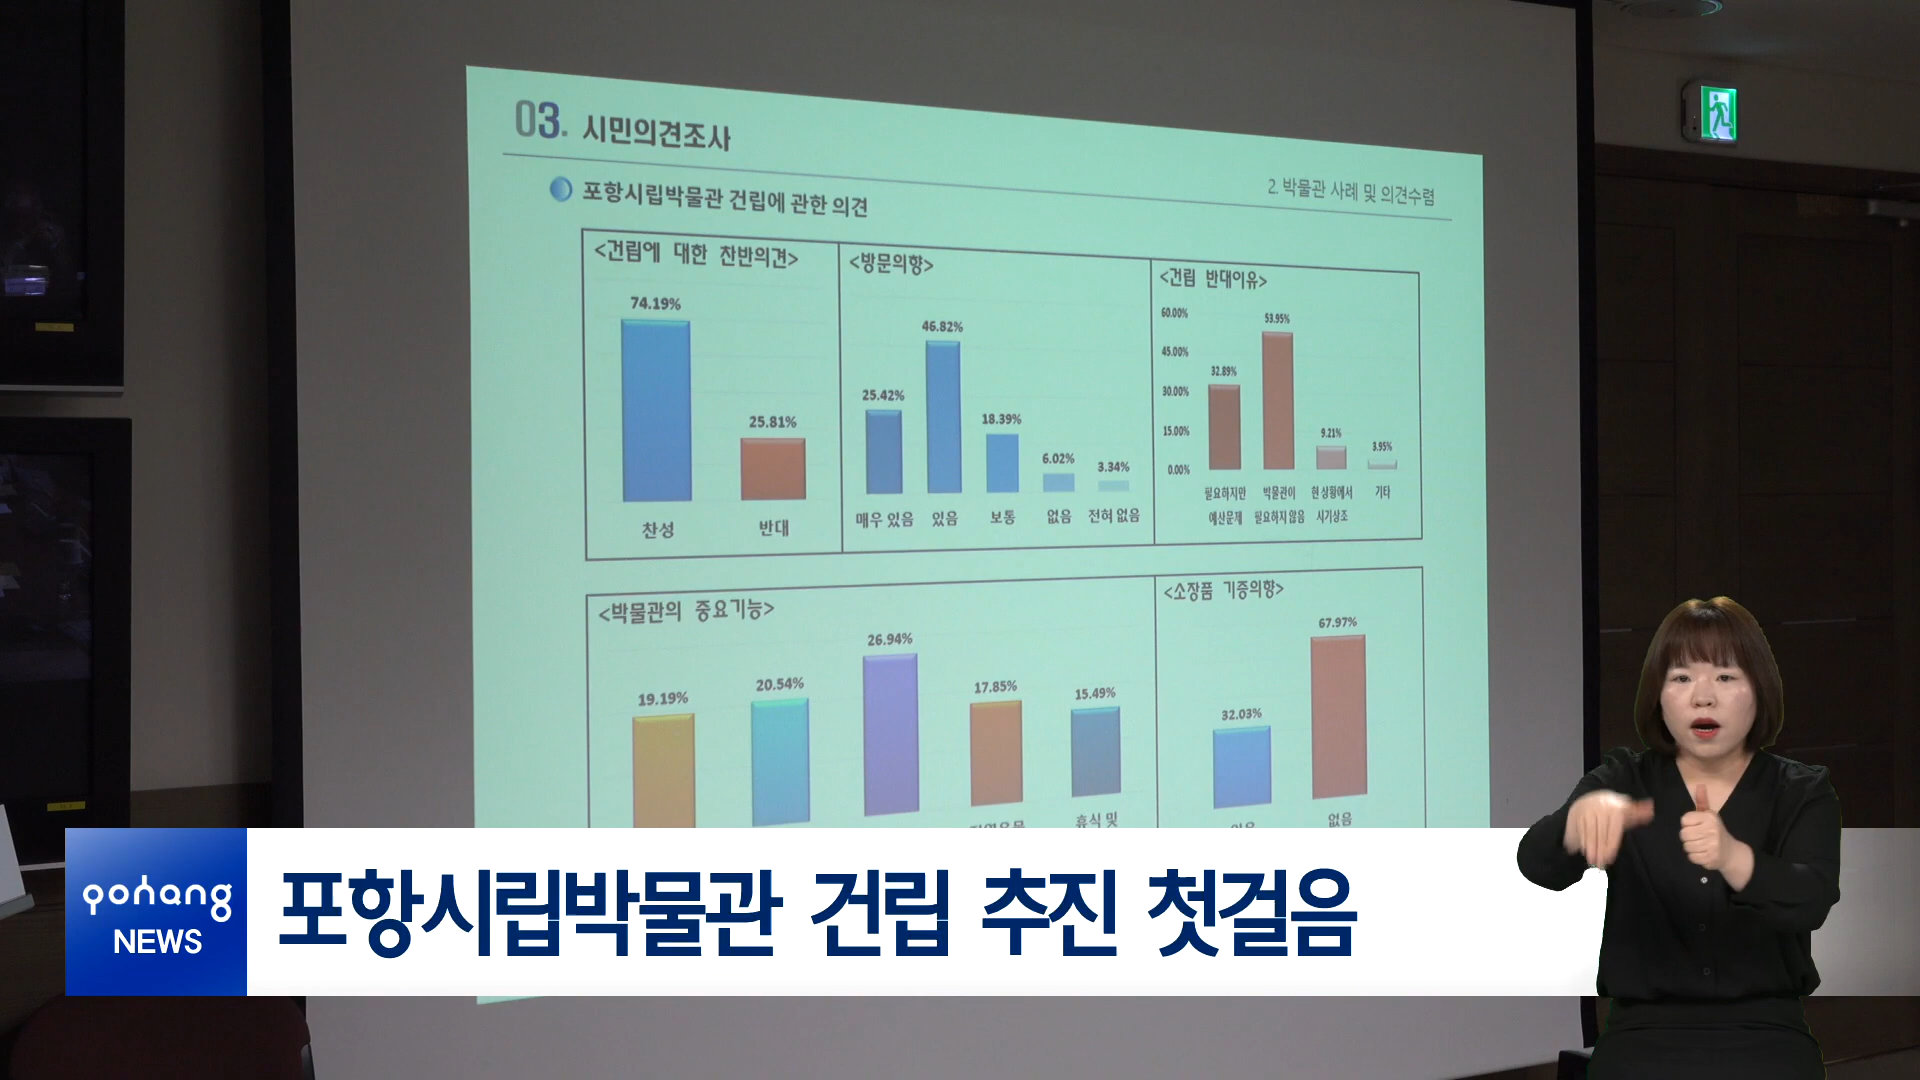 03. 시민의견조사
2. 박물관 사례 및 의견수렴
포항시립박물관 건립에 관한 의견
<건립에 대한 찬반의견>
74.19%
25.81%
찬성
반대
<방문의향>
25.42%
46.82%
18.39%
6.02%
3.34%
매우 있음
있음
보통
없음
전혀 없음
<건립 반대이유>
60.00%
45.00%
30.00%
15.00%
0.00%
32.89%
53.95%
9.21%
3.95%
필요하지만
예산문제
박물관이
필요하지 않음
현 상황에서
시기상조
기타
<박물관의 중요기능>
19.19%
20.54%
26.94%
17.85%
15.49%
휴식 및
<소장품 기증의향>
32.03%
67.97%
없음
pohang
NEWS
포항시립박물관 건립 추진 첫걸음